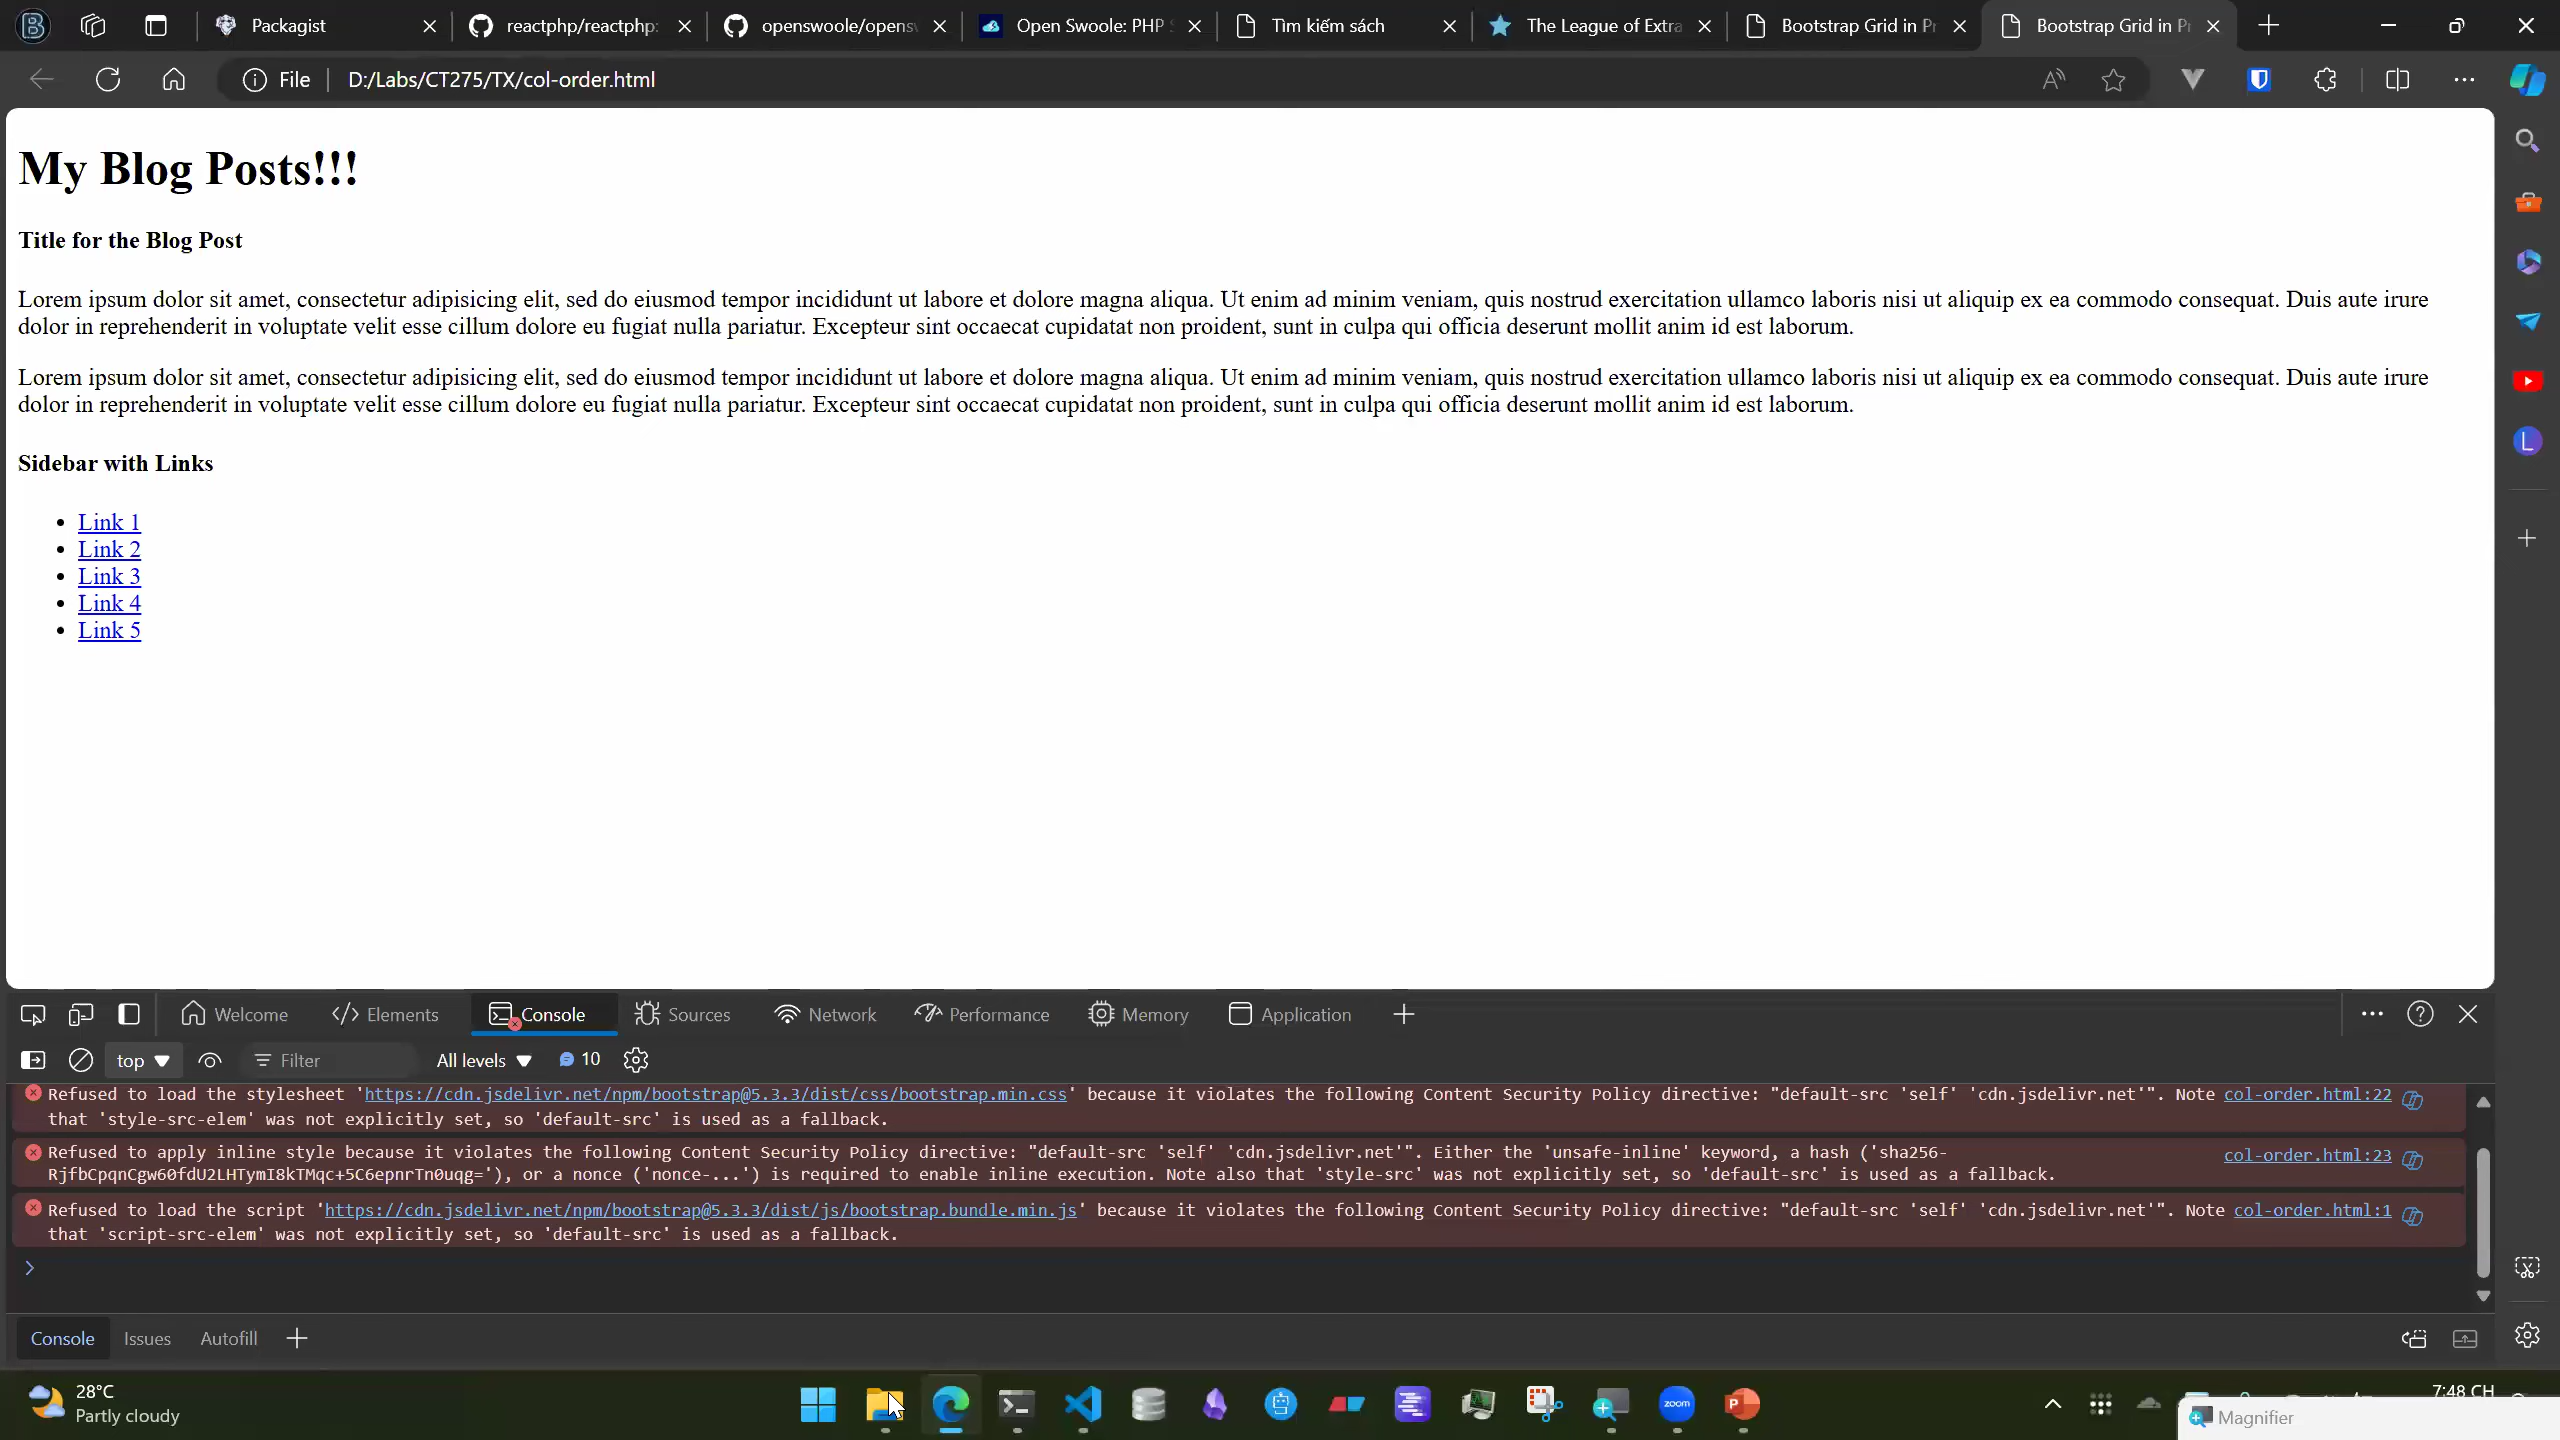 Packagist
reactphp/reactphp:
openswoole/opensw
Open Swoole: PHP S
Tìm kiếm sách
The League of Extra
Bootstrap Grid in Pr
Bootstrap Grid in Pr
File
D:/Labs/CT275/TX/col-order.html
My Blog Posts!!!
Title for the Blog Post
Lorem ipsum dolor sit amet, consectetur adipisicing elit, sed do eiusmod tempor incididunt ut labore et dolore magna aliqua. Ut enim ad minim veniam, quis nostrud exercitation ullamco laboris nisi ut aliquip ex ea commodo consequat. Duis aute irure
dolor in reprehenderit in voluptate velit esse cillum dolore eu fugiat nulla pariatur. Excepteur sint occaecat cupidatat non proident, sunt in culpa qui officia deserunt mollit anim id est laborum.
Lorem ipsum dolor sit amet, consectetur adipisicing elit, sed do eiusmod tempor incididunt ut labore et dolore magna aliqua. Ut enim ad minim veniam, quis nostrud exercitation ullamco laboris nisi ut aliquip ex ea commodo consequat. Duis aute irure
dolor in reprehenderit in voluptate velit esse cillum dolore eu fugiat nulla pariatur. Excepteur sint occaecat cupidatat non proident, sunt in culpa qui officia deserunt mollit anim id est laborum.
Sidebar with Links
• Link 1
• Link 2
• Link 3
• Link 4
• Link 5
Welcome
Elements
Console
Sources
Network
Performance
Memory
Application
top
Filter
All levels
10
Refused to load the stylesheet 'https://cdn.jsdelivr.net/npm/bootstrap@5.3.3/dist/css/bootstrap.min.css' because it violates the following Content Security Policy directive: "default-src 'self' 'cdn.jsdelivr.net'". Note col-order.html:22
that 'style-src-elem' was not explicitly set, so 'default-src' is used as a fallback.
Refused to apply inline style because it violates the following Content Security Policy directive: "default-src 'self' 'cdn.jsdelivr.net'". Either the 'unsafe-inline' keyword, a hash ('sha256- col-order.html:23
RjfbCpqnCgw60fdU2LHTymI8kTMqc+5C6epnrTn0uqg='), or a nonce ('nonce-...') is required to enable inline execution. Note also that 'style-src' was not explicitly set, so 'default-src' is used as a fallback.
Refused to load the script 'https://cdn.jsdelivr.net/npm/bootstrap@5.3.3/dist/js/bootstrap.bundle.min.js' because it violates the following Content Security Policy directive: "default-src 'self' 'cdn.jsdelivr.net'". Note col-order.html:1
that 'script-src-elem' was not explicitly set, so 'default-src' is used as a fallback.
Console
Issues
Autofill
28°C
Partly cloudy
zoom
7:48 CH
Magnifier